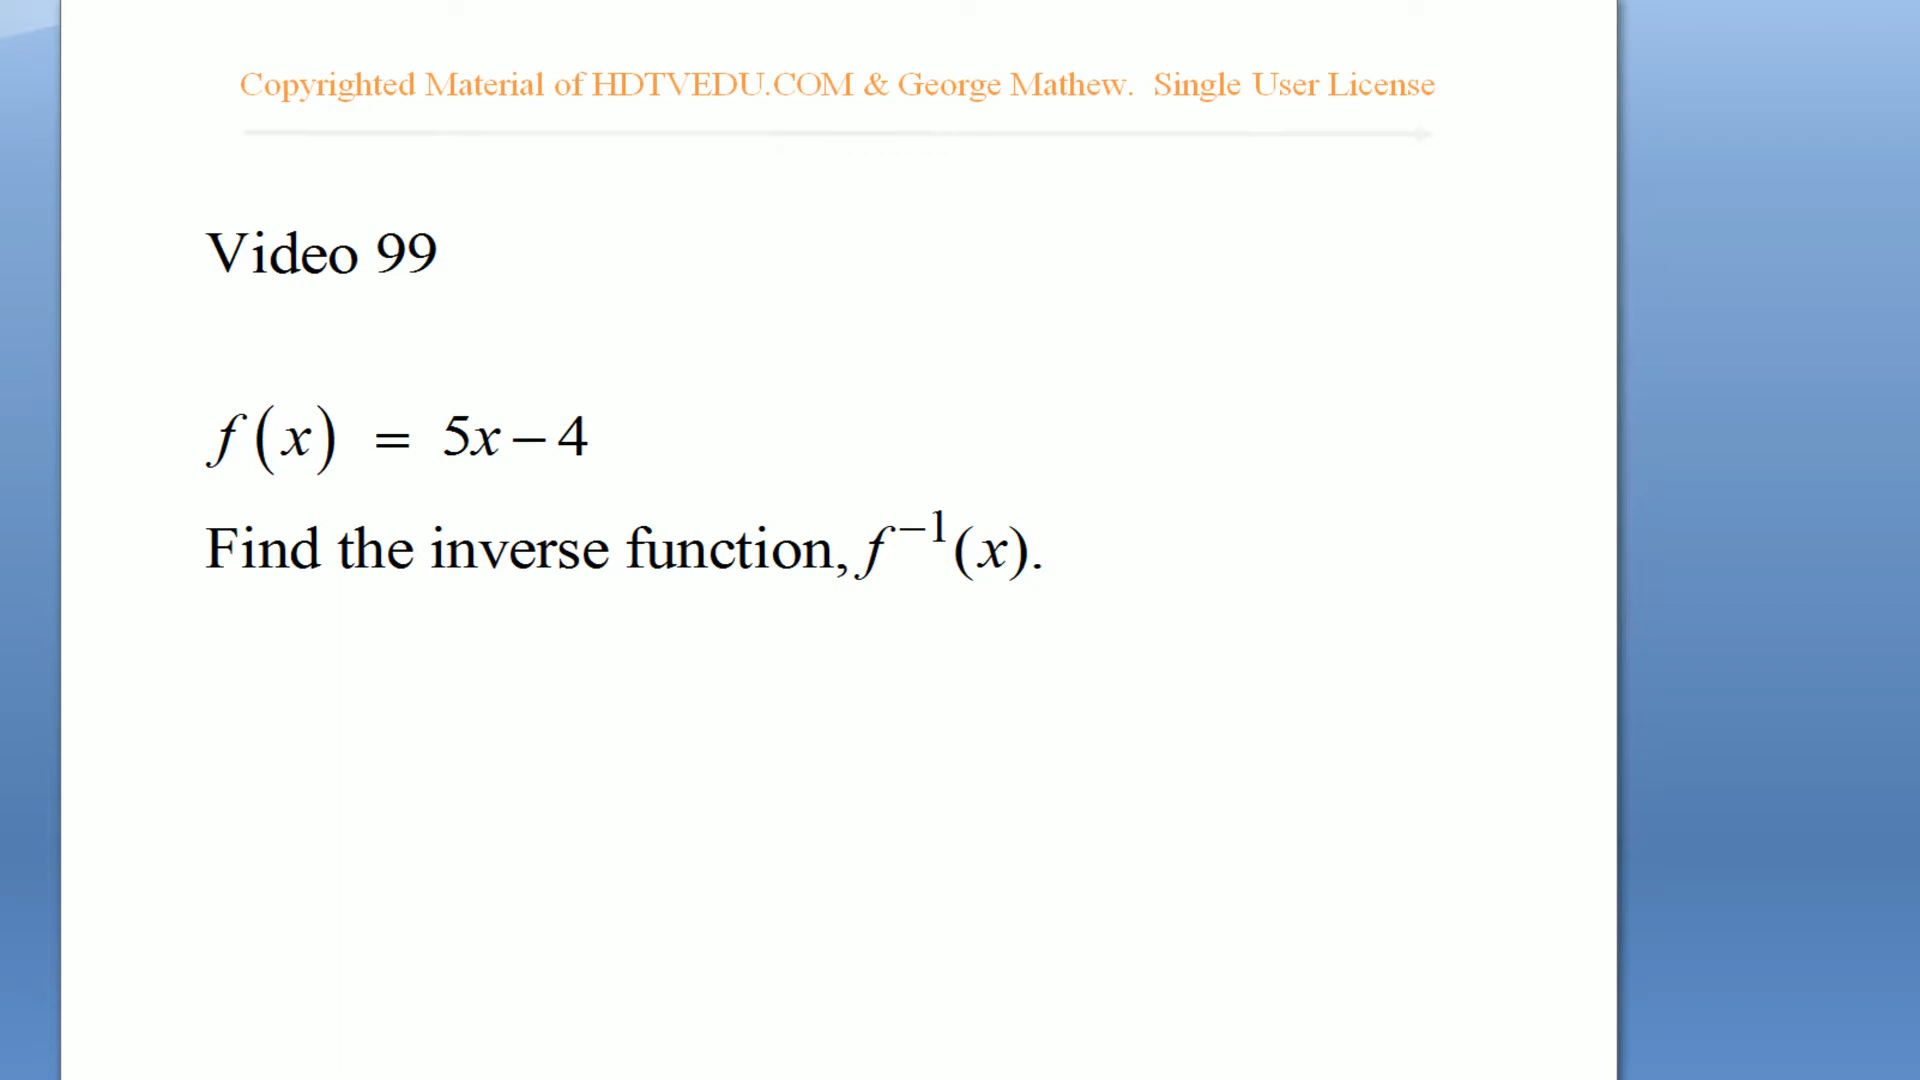 Copyrighted Material of HDTVEDU.COM & George Mathew.  Single User License
Video 99
f(x) = 5x − 4
Find the inverse function, f⁻¹(x).